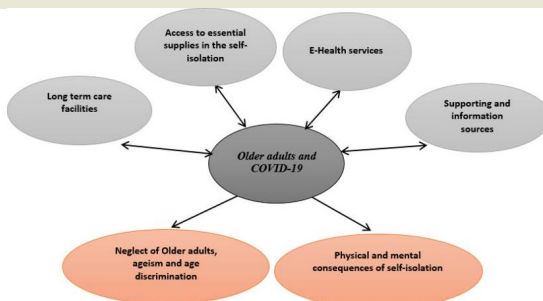 Access to essential
supplies in the self-
isolation
E-Health services
Long term care
facilities
Supporting and
information
sources
Older adults and
COVID-19
Neglect of Older adults,
ageism and age
discrimination
Physical and mental
consequences of self-isolation